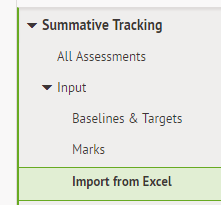 Summative Tracking
All Assessments
Input
Baselines & Targets
Marks
Import from Excel